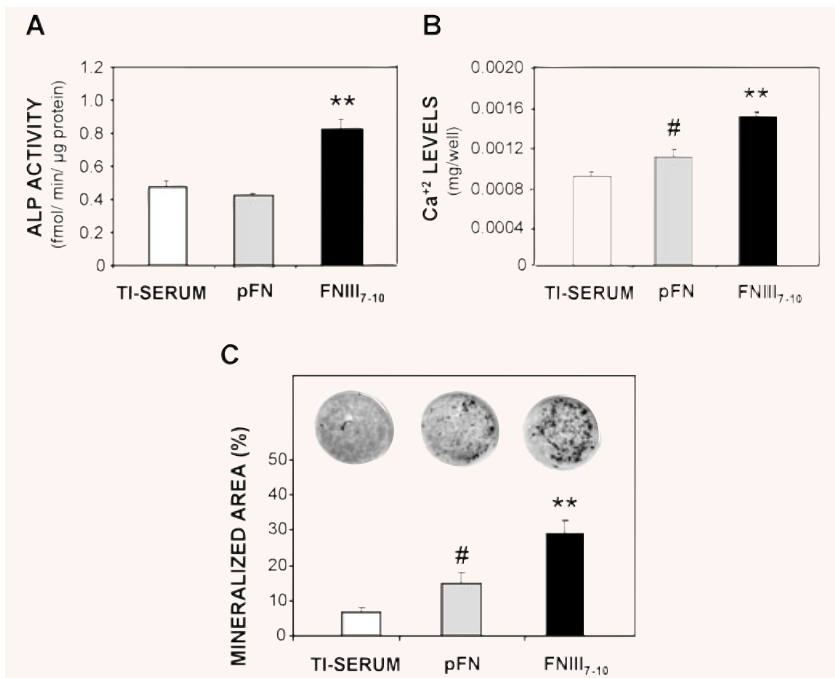 A
ALP ACTIVITY
(fmol/ min/ µg protein)
1.2
1.0
0.8
0.6
0.4
0.2
0
**
TI-SERUM pFN FNIII7-10
B
Ca+2 LEVELS
(mg/well)
0.0020
0.0016
0.0012
0.0008
0.0004
0
#
**
TI-SERUM pFN FNIII7-10
C
MINERALIZED AREA (%)
50
40
30
20
10
0
#
**
TI-SERUM pFN FNIII7-10